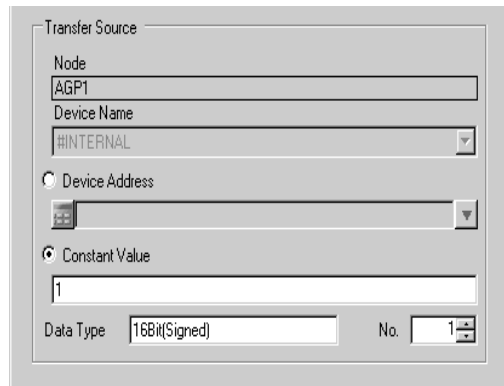 Transfer Source
Node
AGP1
Device Name
#INTERNAL
Device Address
Constant Value
1
Data Type 16Bit(Signed) No. 1